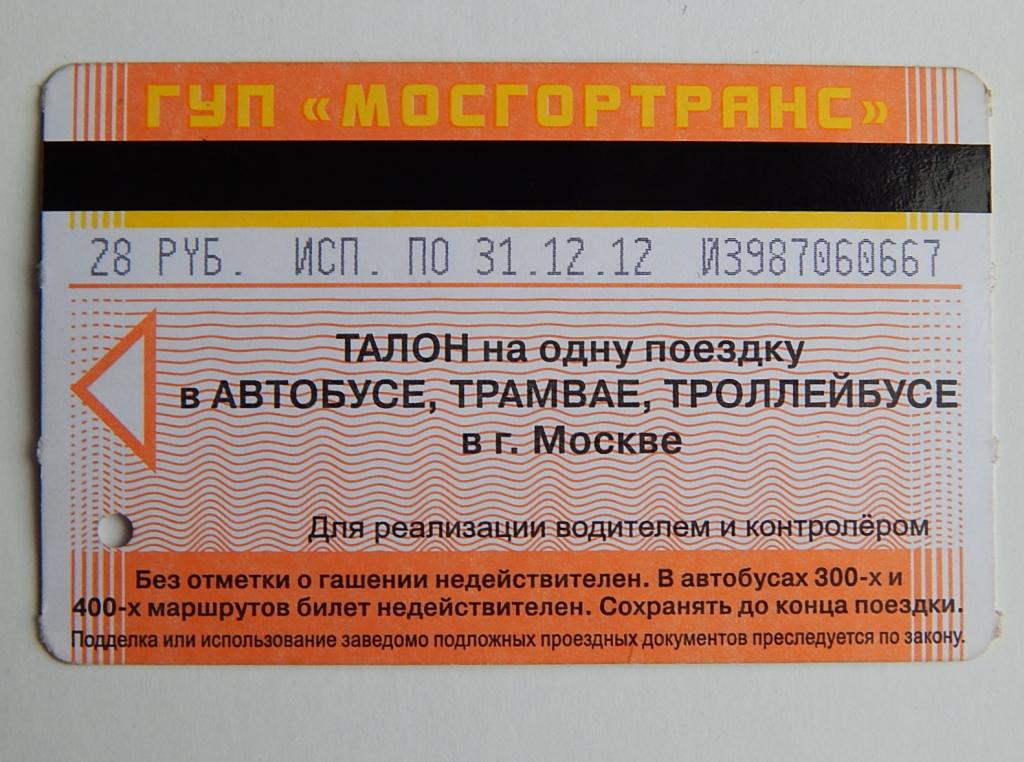 ГУП «МОСГОРТРАНС»
28 РУБ. ИСП. ПО 31.12.12 И3987060667
ТАЛОН на одну поездку
в АВТОБУСЕ, ТРАМВАЕ, ТРОЛЛЕЙБУСЕ
в г. Москве
Для реализации водителем и контролёром
Без отметки о гашении недействителен. В автобусах 300-х и
400-х маршрутов билет недействителен. Сохранять до конца поездки.
Подделка или использование заведомо подложных проездных документов преследуется по закону.